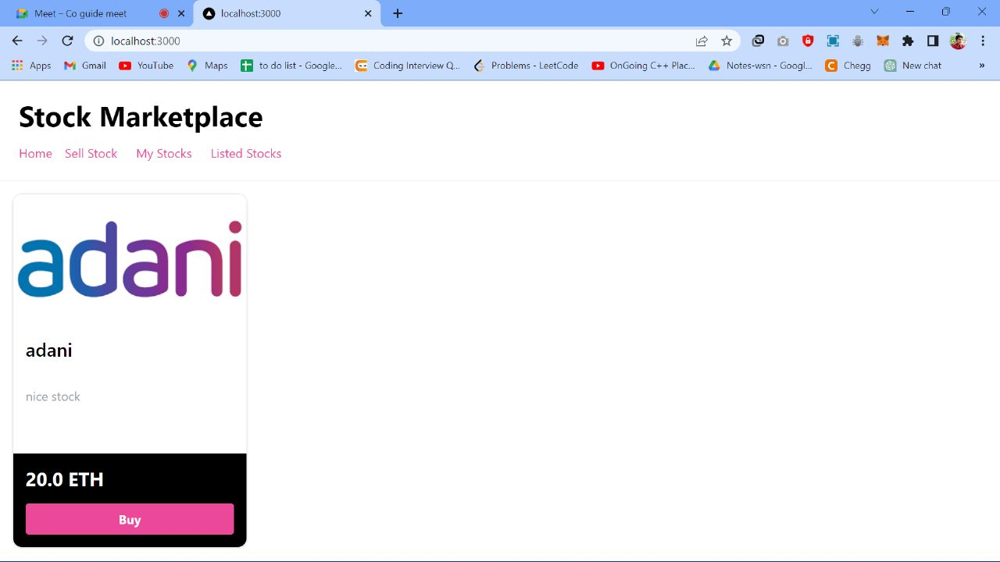 Meet – Co guide meet
localhost:3000
localhost:3000
Apps Gmail YouTube Maps to do list - Google... Coding Interview Q... Problems - LeetCode OnGoing C++ Plac... Notes-wsn - Googl... Chegg New chat »
Stock Marketplace
Home Sell Stock My Stocks Listed Stocks
adani
adani
nice stock
20.0 ETH
Buy